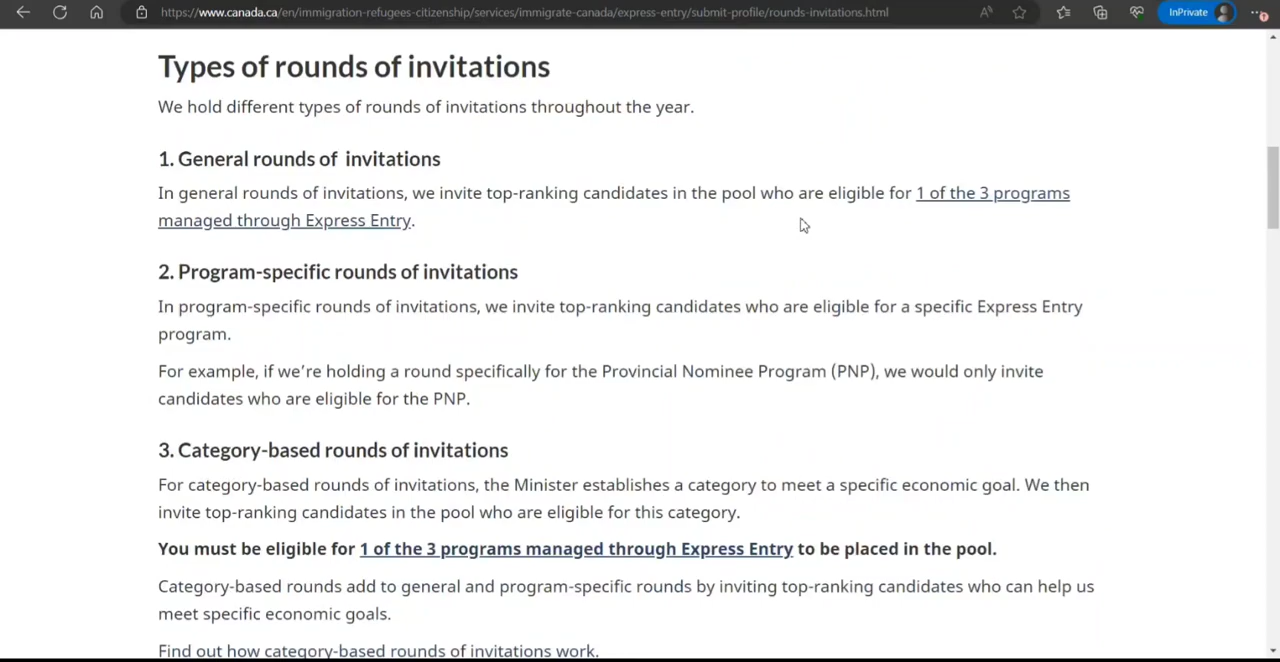 https://www.canada.ca/en/immigration-refugees-citizenship/services/immigrate-canada/express-entry/submit-profile/rounds-invitations.html
InPrivate
Types of rounds of invitations
We hold different types of rounds of invitations throughout the year.
1. General rounds of invitations
In general rounds of invitations, we invite top-ranking candidates in the pool who are eligible for 1 of the 3 programs
managed through Express Entry.
2. Program-specific rounds of invitations
In program-specific rounds of invitations, we invite top-ranking candidates who are eligible for a specific Express Entry
program.
For example, if we're holding a round specifically for the Provincial Nominee Program (PNP), we would only invite
candidates who are eligible for the PNP.
3. Category-based rounds of invitations
For category-based rounds of invitations, the Minister establishes a category to meet a specific economic goal. We then
invite top-ranking candidates in the pool who are eligible for this category.
You must be eligible for 1 of the 3 programs managed through Express Entry to be placed in the pool.
Category-based rounds add to general and program-specific rounds by inviting top-ranking candidates who can help us
meet specific economic goals.
Find out how category-based rounds of invitations work.